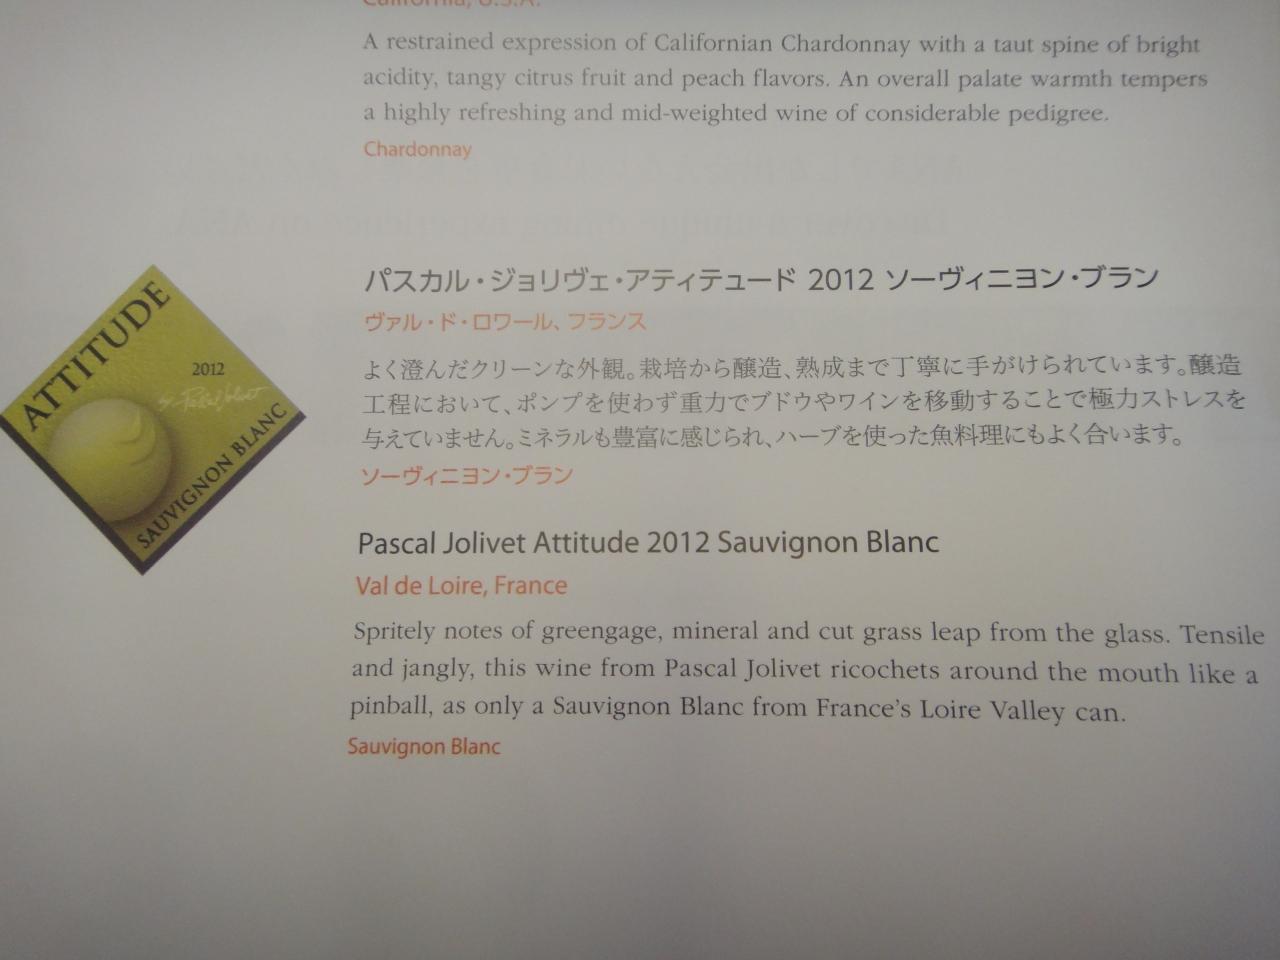 California, U.S.A.
A restrained expression of Californian Chardonnay with a taut spine of bright
acidity, tangy citrus fruit and peach flavors. An overall palate warmth tempers
a highly refreshing and mid-weighted wine of considerable pedigree.
Chardonnay
ATTITUDE
2012
SAUVIGNON BLANC
パスカル・ジョリヴェ・アティテュード 2012 ソーヴィニヨン・ブラン
ヴァル・ド・ロワール、フランス
よく澄んだクリーンな外観。栽培から醸造、熟成まで丁寧に手がけられています。醸造
工程において、ポンプを使わず重力でブドウやワインを移動することで極力ストレスを
与えていません。ミネラルも豊富に感じられ、ハーブを使った魚料理にもよく合います。
ソーヴィニヨン・ブラン
Pascal Jolivet Attitude 2012 Sauvignon Blanc
Val de Loire, France
Spritely notes of greengage, mineral and cut grass leap from the glass. Tensile
and jangly, this wine from Pascal Jolivet ricochets around the mouth like a
pinball, as only a Sauvignon Blanc from France's Loire Valley can.
Sauvignon Blanc